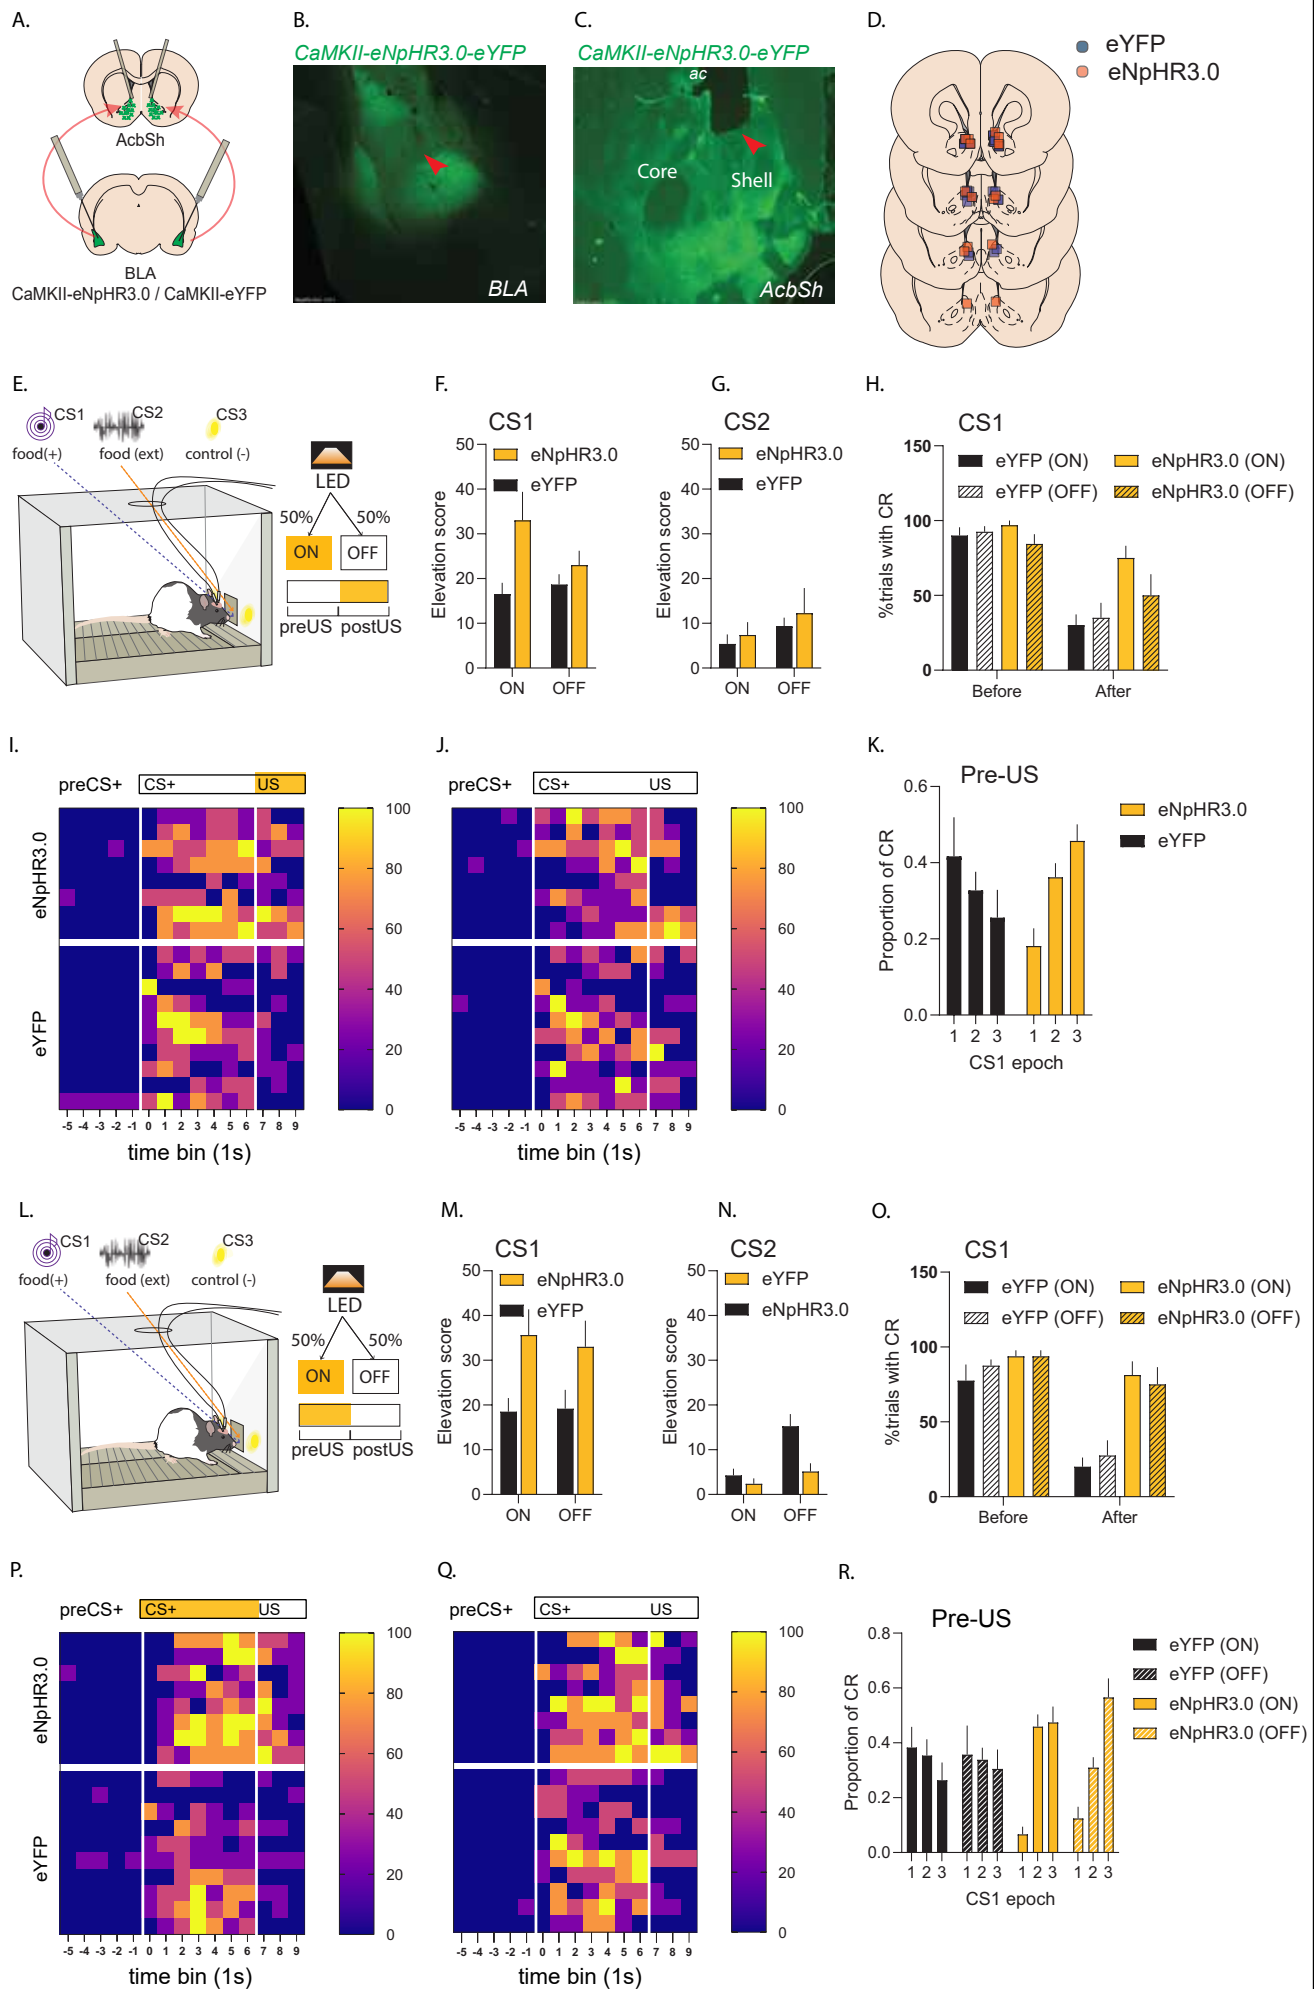 A.
AcbSh
BLA
CaMKII-eNpHR3.0 / CaMKII-eYFP
B.
CaMKII-eNpHR3.0-eYFP
BLA
C.
CaMKII-eNpHR3.0-eYFP
ac
Core
Shell
AcbSh
D.
eYFP
eNpHR3.0
E.
CS1
CS2
CS3
food(+)
food (ext)
control (-)
LED
50%
50%
ON
OFF
preUS
postUS
F.
CS1
eNpHR3.0
eYFP
Elevation score
50
40
30
20
10
0
ON
OFF
G.
CS2
eNpHR3.0
eYFP
Elevation score
50
40
30
20
10
0
ON
OFF
H.
CS1
eYFP (ON)
eNpHR3.0 (ON)
eYFP (OFF)
eNpHR3.0 (OFF)
%trials with CR
150
100
50
0
Before
After
I.
preCS+
CS+
US
eNpHR3.0
eYFP
100
80
60
40
20
0
-5 -4 -3 -2 -1 0 1 2 3 4 5 6 7 8 9
time bin (1s)
J.
preCS+
CS+
US
100
80
60
40
20
0
-5 -4 -3 -2 -1 0 1 2 3 4 5 6 7 8 9
time bin (1s)
K.
Pre-US
eNpHR3.0
eYFP
Proportion of CR
0.6
0.4
0.2
0.0
1 2 3 1 2 3
CS1 epoch
L.
CS1
CS2
CS3
food(+)
food (ext)
control (-)
LED
50%
50%
ON
OFF
preUS
postUS
M.
CS1
eNpHR3.0
eYFP
Elevation score
50
40
30
20
10
0
ON
OFF
N.
CS2
eYFP
eNpHR3.0
Elevation score
50
40
30
20
10
0
ON
OFF
O.
CS1
eYFP (ON)
eNpHR3.0 (ON)
eYFP (OFF)
eNpHR3.0 (OFF)
%trials with CR
150
100
50
0
Before
After
P.
preCS+
CS+
US
eNpHR3.0
eYFP
100
80
60
40
20
0
-5 -4 -3 -2 -1 0 1 2 3 4 5 6 7 8 9
time bin (1s)
Q.
preCS+
CS+
US
100
80
60
40
20
0
-5 -4 -3 -2 -1 0 1 2 3 4 5 6 7 8 9
time bin (1s)
R.
Pre-US
eYFP (ON)
eYFP (OFF)
eNpHR3.0 (ON)
eNpHR3.0 (OFF)
Proportion of CR
0.8
0.6
0.4
0.2
0.0
1 2 3 1 2 3 1 2 3 1 2 3
CS1 epoch